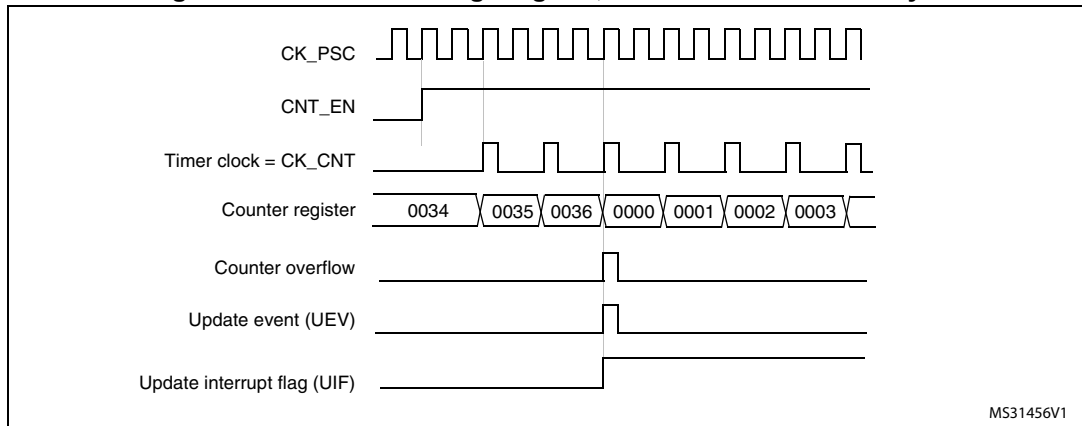 CK_PSC
CNT_EN
Timer clock = CK_CNT
Counter register 0034 0035 0036 0000 0001 0002 0003
Counter overflow
Update event (UEV)
Update interrupt flag (UIF)
MS31456V1